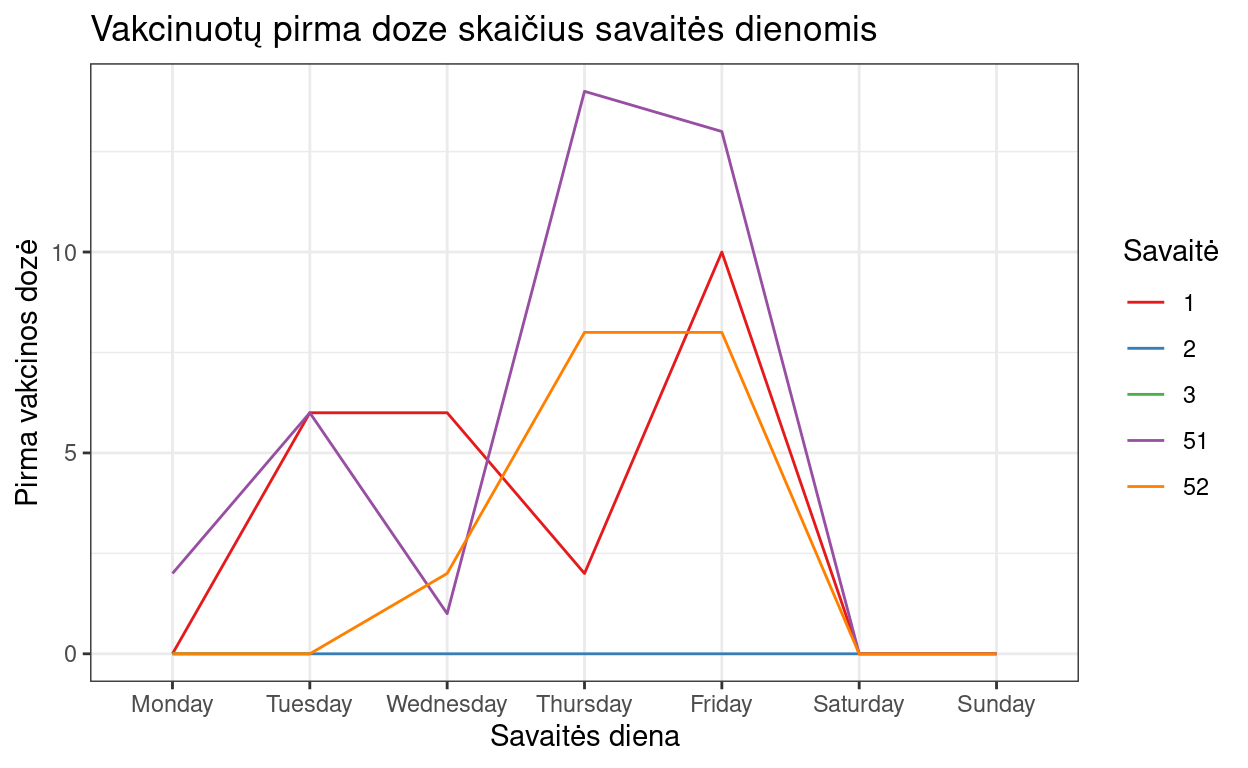 Vakcinuotų pirma doze skaičius savaitės dienomis
Pirma vakcinos dozė
10
5
0
Monday
Tuesday
Wednesday
Thursday
Friday
Saturday
Sunday
Savaitės diena
Savaitė
1
2
3
51
52